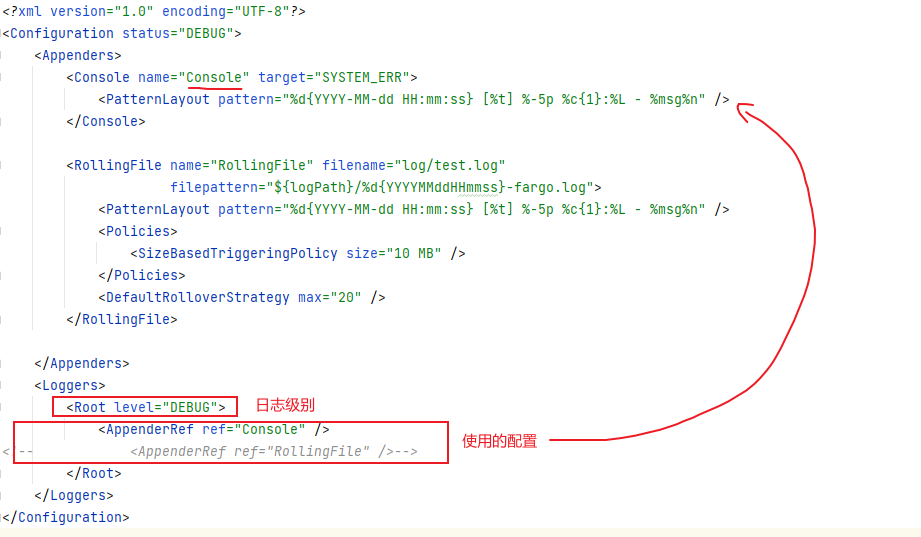 <?xml version="1.0" encoding="UTF-8"?>
<Configuration status="DEBUG">
<Appenders>
<Console name="Console" target="SYSTEM_ERR">
<PatternLayout pattern="%d{YYYY-MM-dd HH:mm:ss} [%t] %-5p %c{1}:%L - %msg%n" />
</Console>
<RollingFile name="RollingFile" filename="log/test.log"
filepattern="${logPath}/%d{YYYYMMddHHmmss}-fargo.log">
<PatternLayout pattern="%d{YYYY-MM-dd HH:mm:ss} [%t] %-5p %c{1}:%L - %msg%n" />
<Policies>
<SizeBasedTriggeringPolicy size="10 MB" />
</Policies>
<DefaultRolloverStrategy max="20" />
</RollingFile>
</Appenders>
<Loggers>
<Root level="DEBUG"> 日志级别
<AppenderRef ref="Console" />
使用的配置
<!-- <AppenderRef ref="RollingFile" />-->
</Root>
</Loggers>
</Configuration>